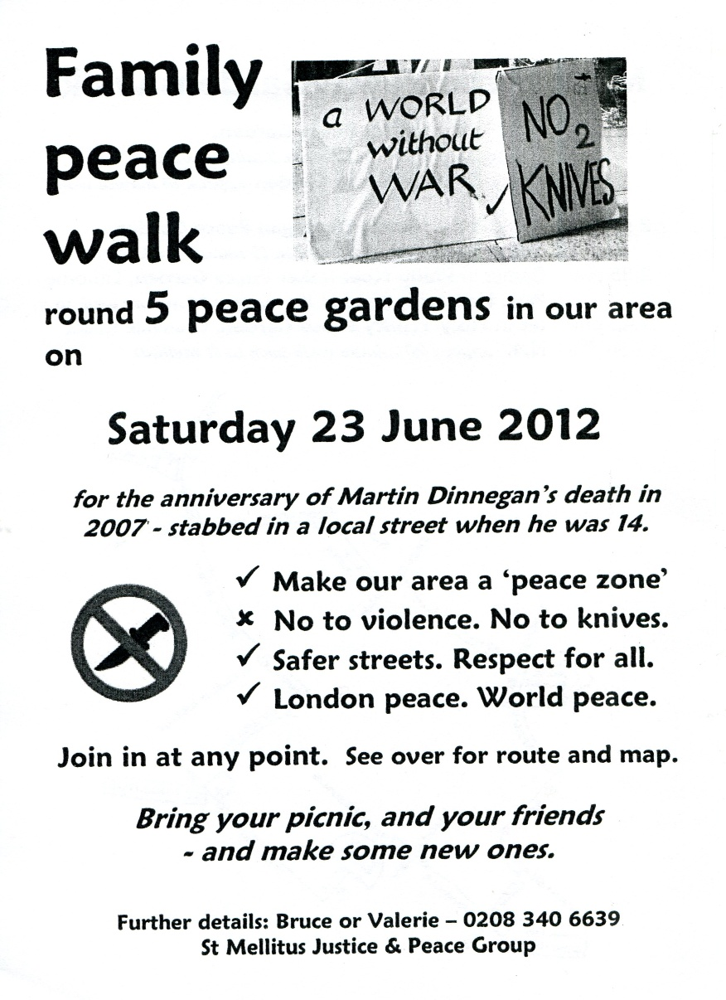 Family
peace
walk
a WORLD
without
WAR
NO 2
KNIVES
round 5 peace gardens in our area
on
Saturday 23 June 2012
for the anniversary of Martin Dinnegan's death in
2007 - stabbed in a local street when he was 14.
✓ Make our area a ‘peace zone’
✗ No to violence. No to knives.
✓ Safer streets. Respect for all.
✓ London peace. World peace.
Join in at any point. See over for route and map.
Bring your picnic, and your friends
- and make some new ones.
Further details: Bruce or Valerie – 0208 340 6639
St Mellitus Justice & Peace Group